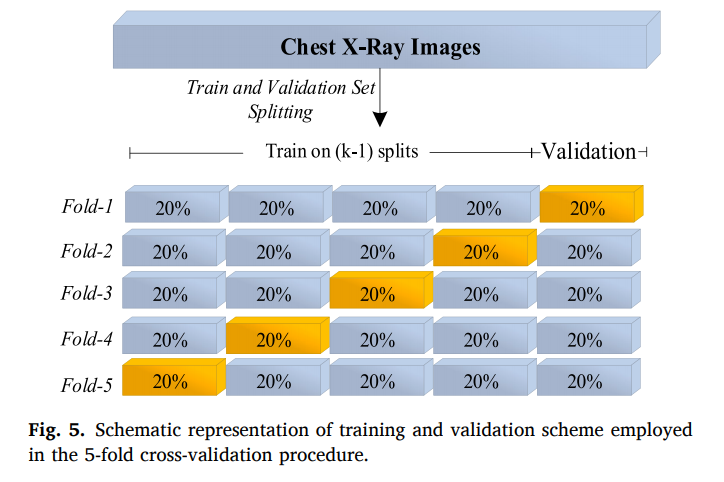 Chest X-Ray Images
Train and Validation Set
Splitting
Train on (k-1) splits Validation
Fold-1 20% 20% 20% 20% 20%
Fold-2 20% 20% 20% 20% 20%
Fold-3 20% 20% 20% 20% 20%
Fold-4 20% 20% 20% 20% 20%
Fold-5 20% 20% 20% 20% 20%
Fig. 5. Schematic representation of training and validation scheme employed
in the 5-fold cross-validation procedure.